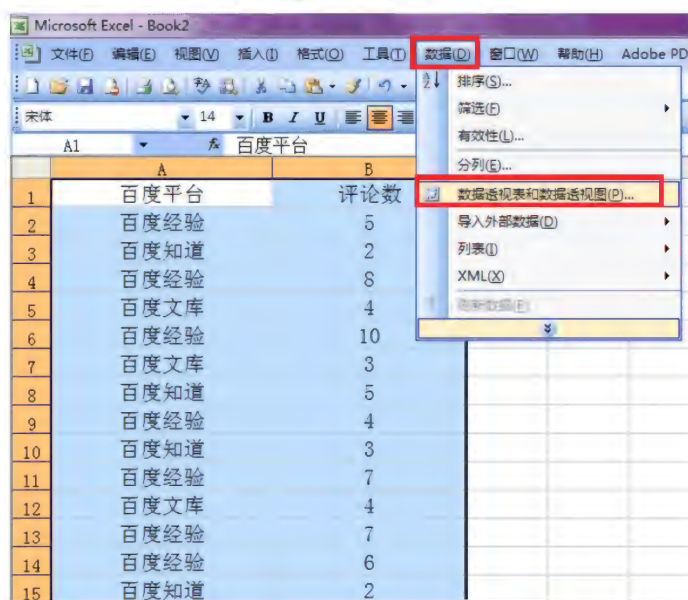 Microsoft Excel - Book2
文件(F) 编辑(E) 视图(V) 插入(I) 格式(O) 工具(T) 数据(D) 窗口(W) 帮助(H) Adobe PD
排序(S)...
宋体 14 B I U
筛选(F)
有效性(L)...
A1 百度平台
分列(E)...
A B
数据透视表和数据透视图(P)...
1 百度平台 评论数
导入外部数据(D)
2 百度经验 5
列表(I)
3 百度知道 2
XML(X)
4 百度经验 8
刷新数据(R)
5 百度文库 4
6 百度经验 10
7 百度文库 3
8 百度知道 5
9 百度经验 4
10 百度知道 3
11 百度经验 7
12 百度文库 4
13 百度经验 7
14 百度经验 6
15 百度知道 2